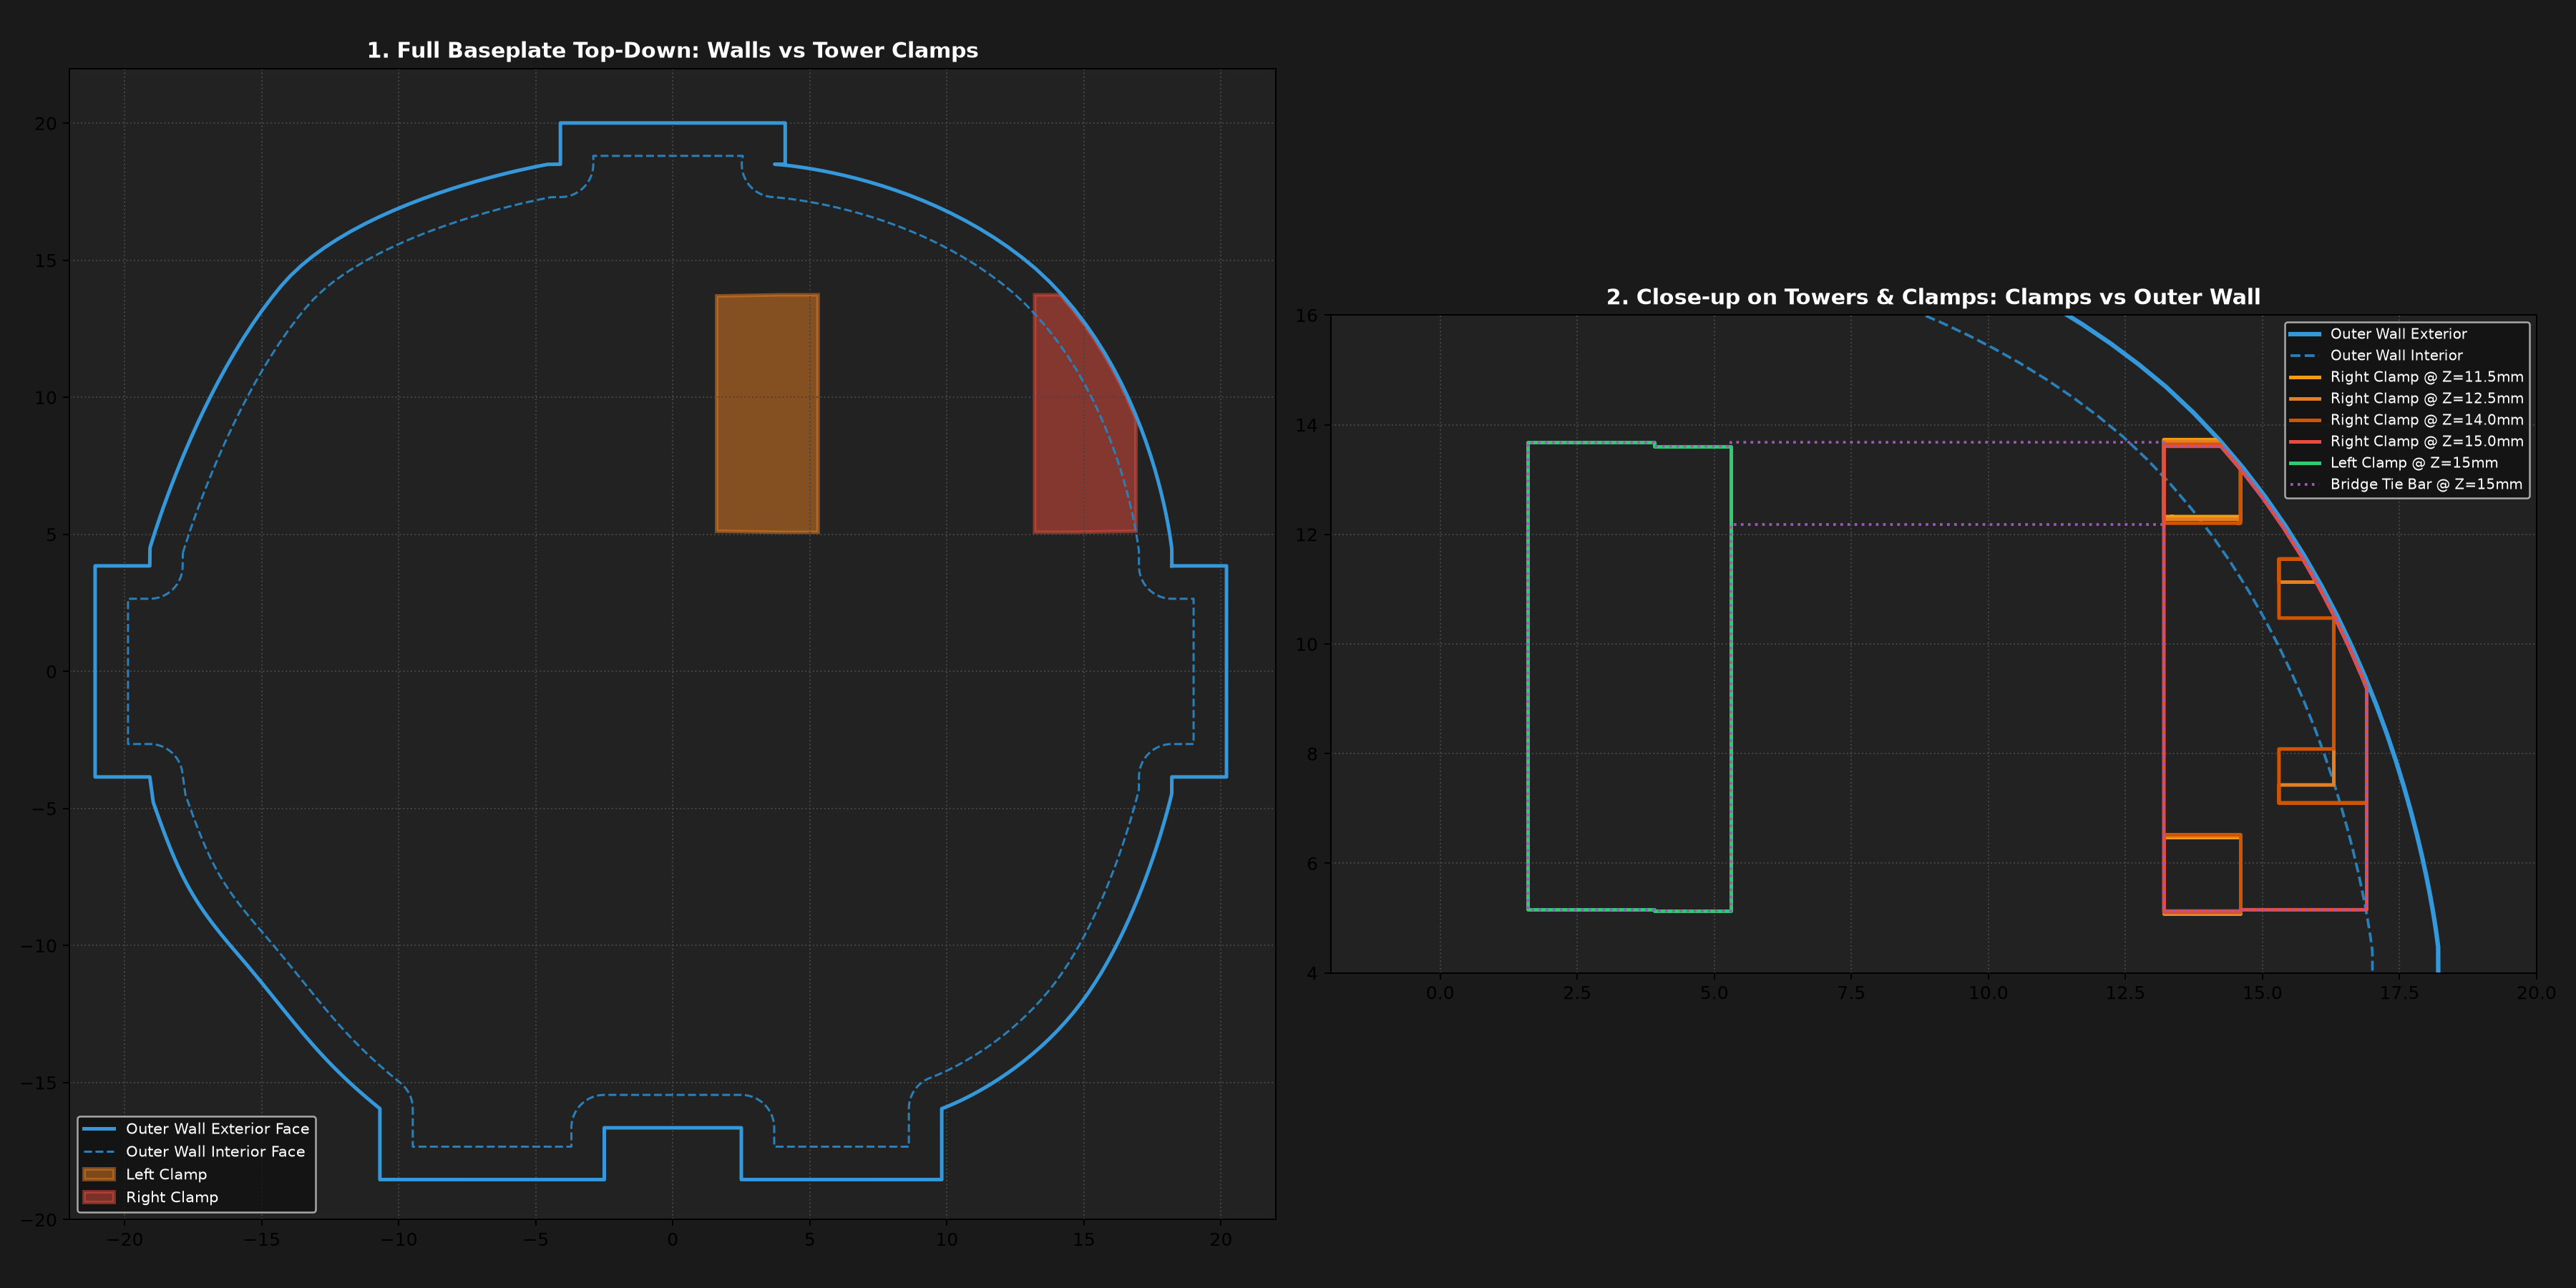 1. Full Baseplate Top-Down: Walls vs Tower Clamps
20
15
10
5
0
−5
−10
−15
−20
−20
−15
−10
−5
0
5
10
15
20
Outer Wall Exterior Face
Outer Wall Interior Face
Left Clamp
Right Clamp
2. Close-up on Towers & Clamps: Clamps vs Outer Wall
16
14
12
10
8
6
4
0.0
2.5
5.0
7.5
10.0
12.5
15.0
17.5
20.0
Outer Wall Exterior
Outer Wall Interior
Right Clamp @ Z=11.5mm
Right Clamp @ Z=12.5mm
Right Clamp @ Z=14.0mm
Right Clamp @ Z=15.0mm
Left Clamp @ Z=15mm
Bridge Tie Bar @ Z=15mm